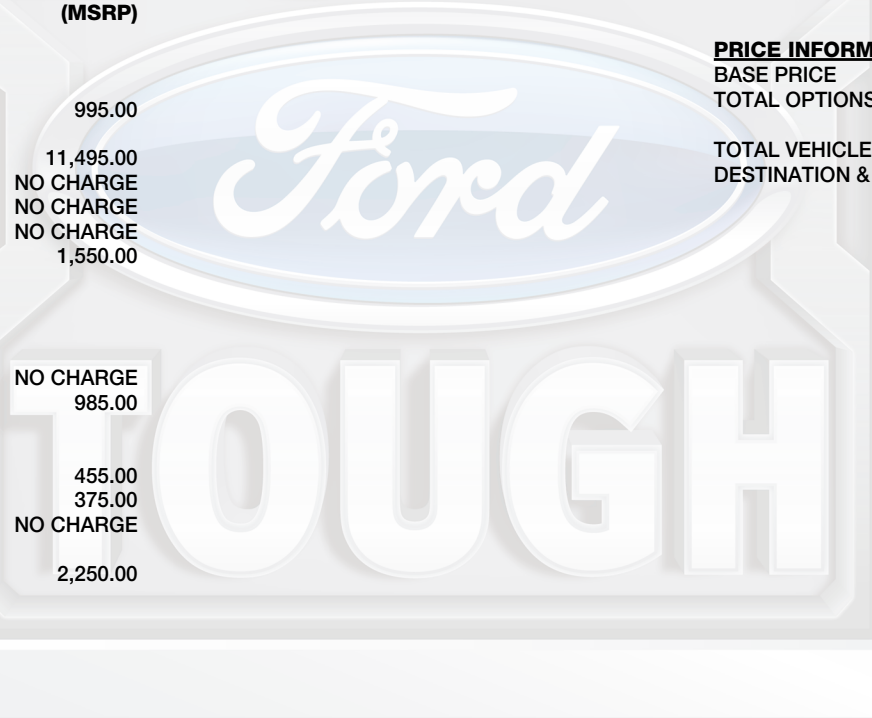 (MSRP)
995.00
11,495.00
NO CHARGE
NO CHARGE
NO CHARGE
1,550.00
NO CHARGE
985.00
455.00
375.00
NO CHARGE
2,250.00
PRICE INFORM
BASE PRICE
TOTAL OPTIONS
TOTAL VEHICLE
DESTINATION &
Ford
TOUGH